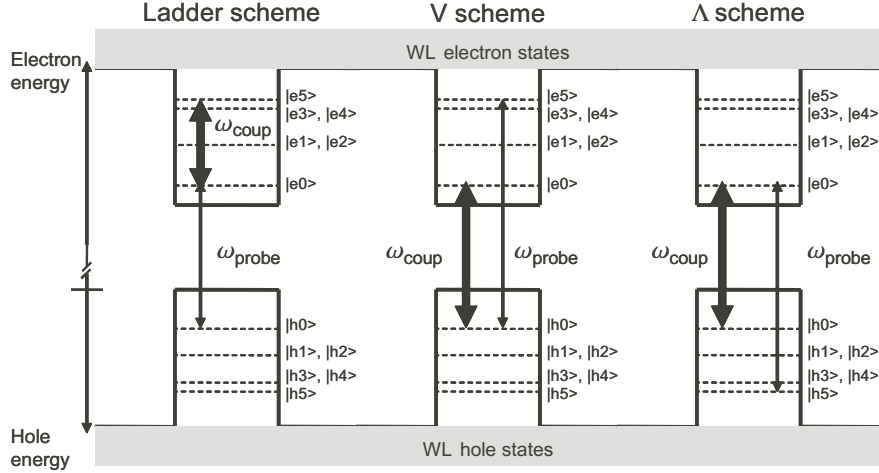 Ladder scheme
V scheme
Λ scheme
Electron
energy
WL electron states
|e5>
|e3>, |e4>
|e1>, |e2>
|e0>
ωcoup
ωprobe
|h0>
|h1>, |h2>
|h3>, |h4>
|h5>
|e5>
|e3>, |e4>
|e1>, |e2>
|e0>
ωcoup
ωprobe
|h0>
|h1>, |h2>
|h3>, |h4>
|h5>
|e5>
|e3>, |e4>
|e1>, |e2>
|e0>
ωcoup
ωprobe
|h0>
|h1>, |h2>
|h3>, |h4>
|h5>
Hole
energy
WL hole states